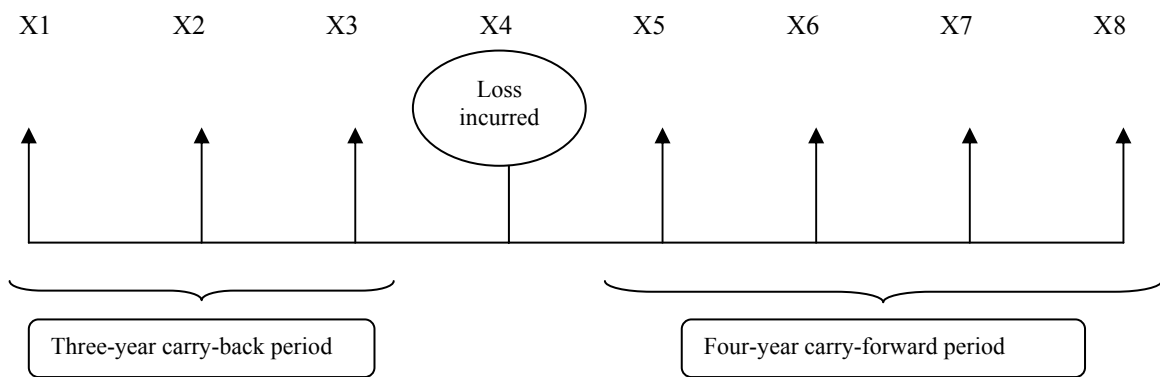 X1 X2 X3 X4 X5 X6 X7 X8
Loss
incurred
Three-year carry-back period
Four-year carry-forward period